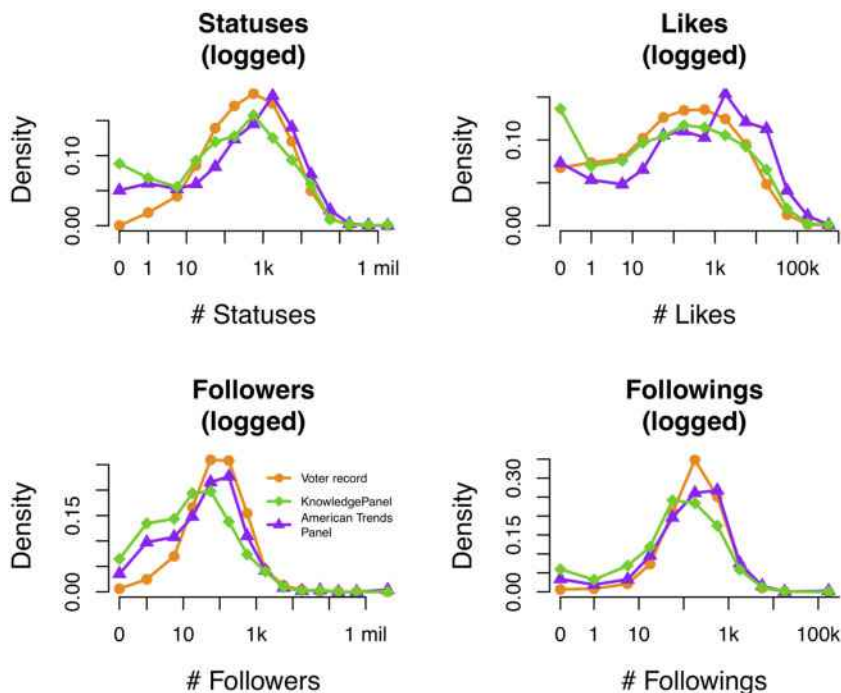 Statuses
(logged)
Density
0.00 0.10
0 1 10 1k 1 mil
# Statuses
Likes
(logged)
Density
0.00 0.10
0 1 10 1k 100k
# Likes
Followers
(logged)
Density
0.00 0.15
Voter record
KnowledgePanel
American Trends
Panel
0 10 1k 1 mil
# Followers
Followings
(logged)
Density
0.00 0.15 0.30
0 1 10 1k 100k
# Followings